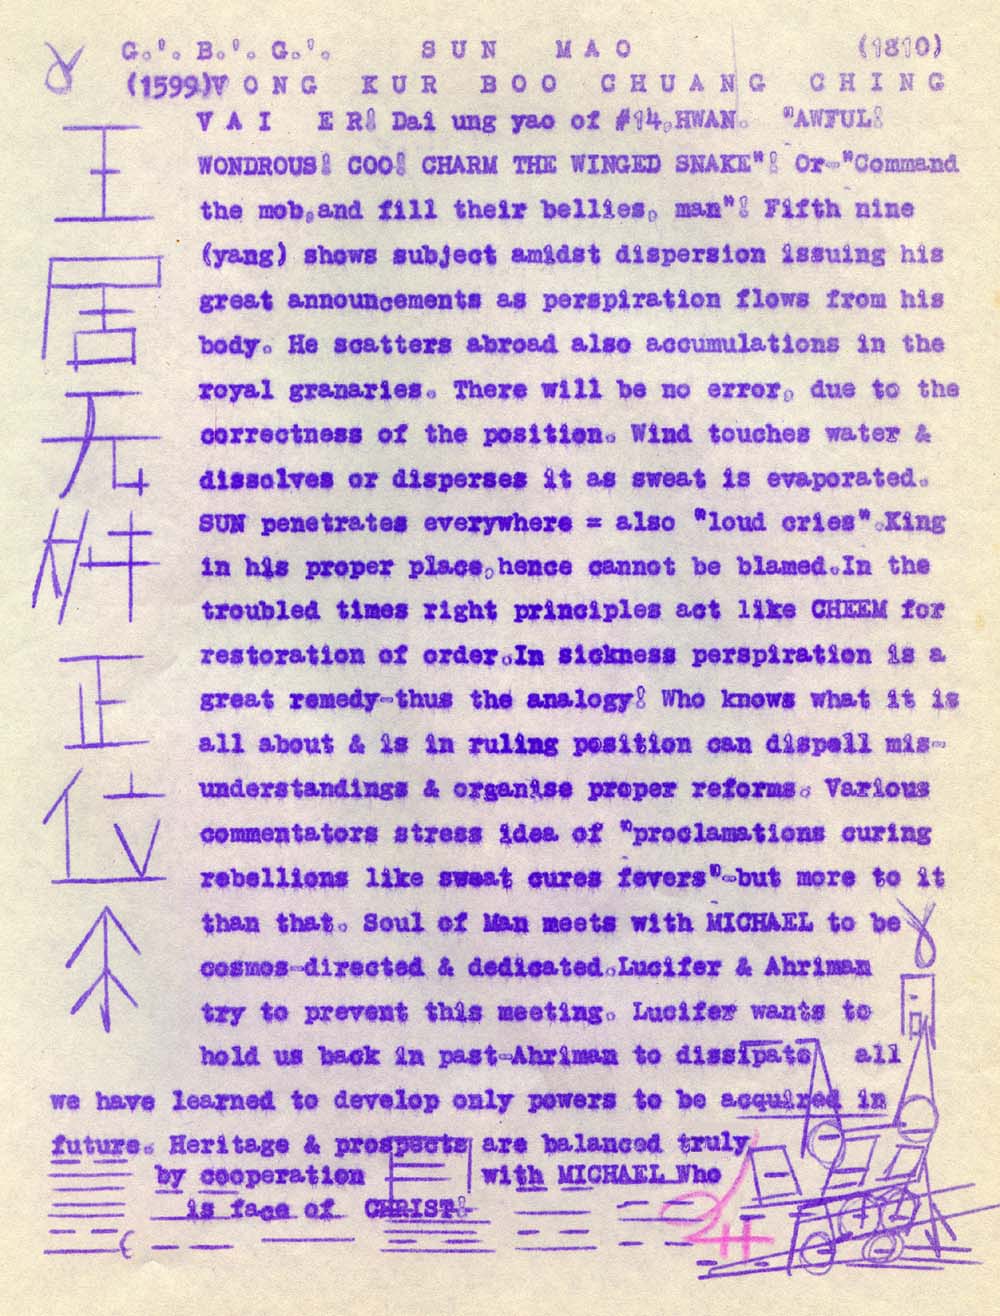 G.'. B.'. G.'. SUN MAO (1810)
(1599) VONG KUR BOO CHUANG CHING
VAI ER! Dai ung yao of #14,HWAN. "AWFUL!
WONDROUS! COO! CHARM THE WINGED SNAKE"! Or-"Command
the mob,and fill their bellies, man"! Fifth nine
(yang) shows subject amidst dispersion issuing his
great announcements as perspiration flows from his
body. He scatters abroad also accumulations in the
royal granaries. There will be no error, due to the
correctness of the position. Wind touches water &
dissolves or disperses it as sweat is evaporated.
SUN penetrates everywhere = also "loud cries".King
in his proper place,hence cannot be blamed.In the
troubled times right principles act like CHEEM for
restoration of order.In sickness perspiration is a
great remedy-thus the analogy! Who knows what it is
all about & is in ruling position can dispell mis-
understandings & organise proper reforms. Various
commentators stress idea of "proclamations curing
rebellions like sweat cures fevers"-but more to it
than that. Soul of Man meets with MICHAEL to be
cosmos-directed & dedicated.Lucifer & Ahriman
try to prevent this meeting. Lucifer wants to
hold us back in past-Ahriman to dissipate all
we have learned to develop only powers to be acquired in
future. Heritage & prospects are balanced truly
by cooperation with MICHAEL Who
is face of CHRIST!
王
居
无
咎
正
位